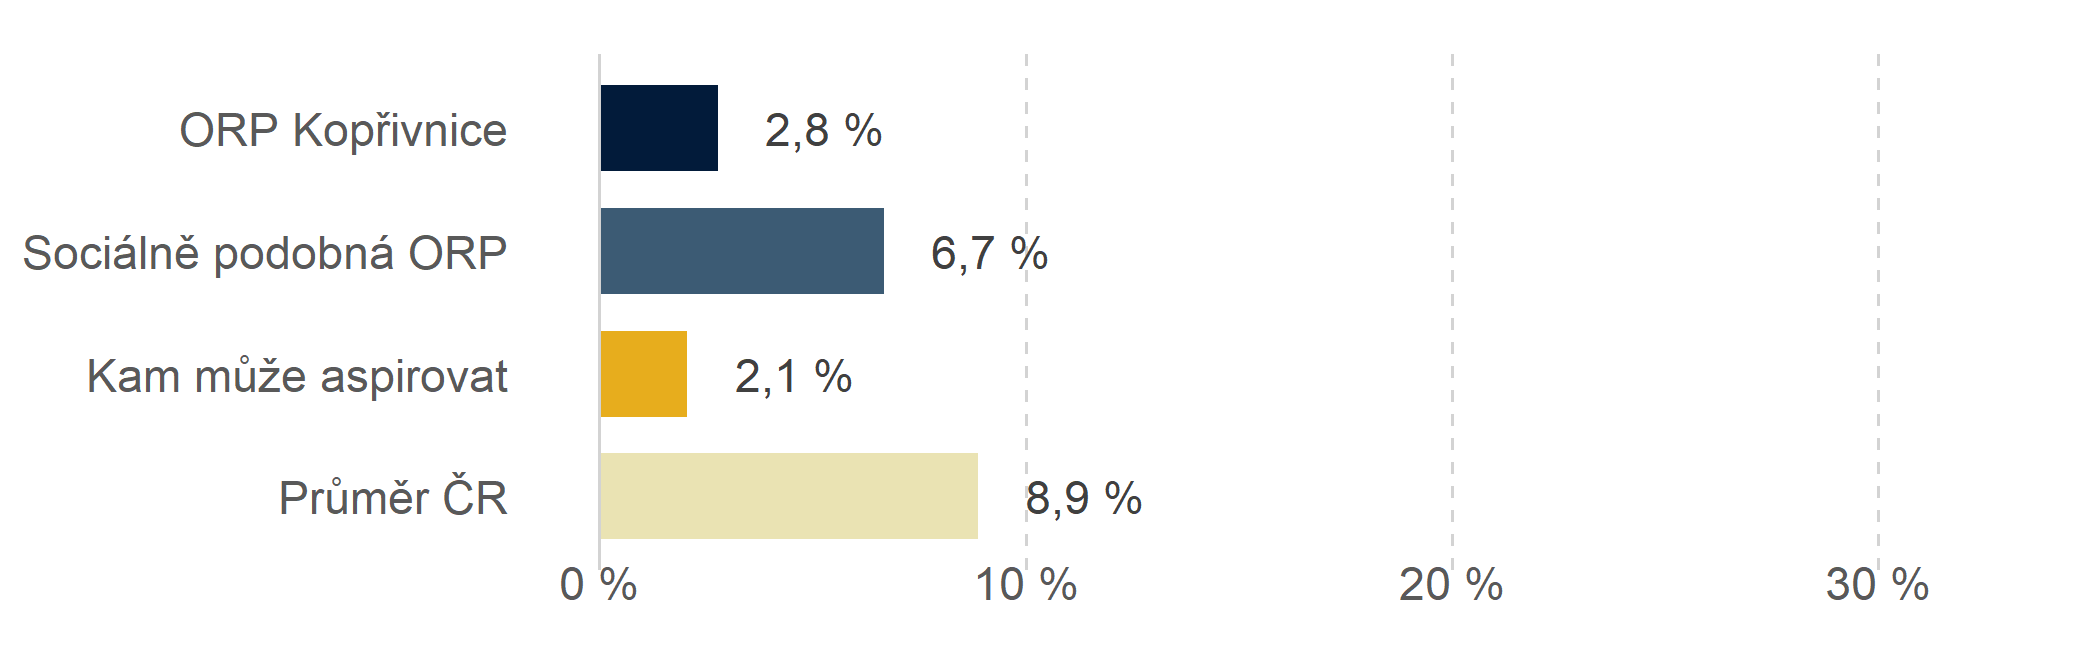 ORP Kopřivnice 2,8 %
Sociálně podobná ORP 6,7 %
Kam může aspirovat 2,1 %
Průměr ČR 8,9 %
0 % 10 % 20 % 30 %